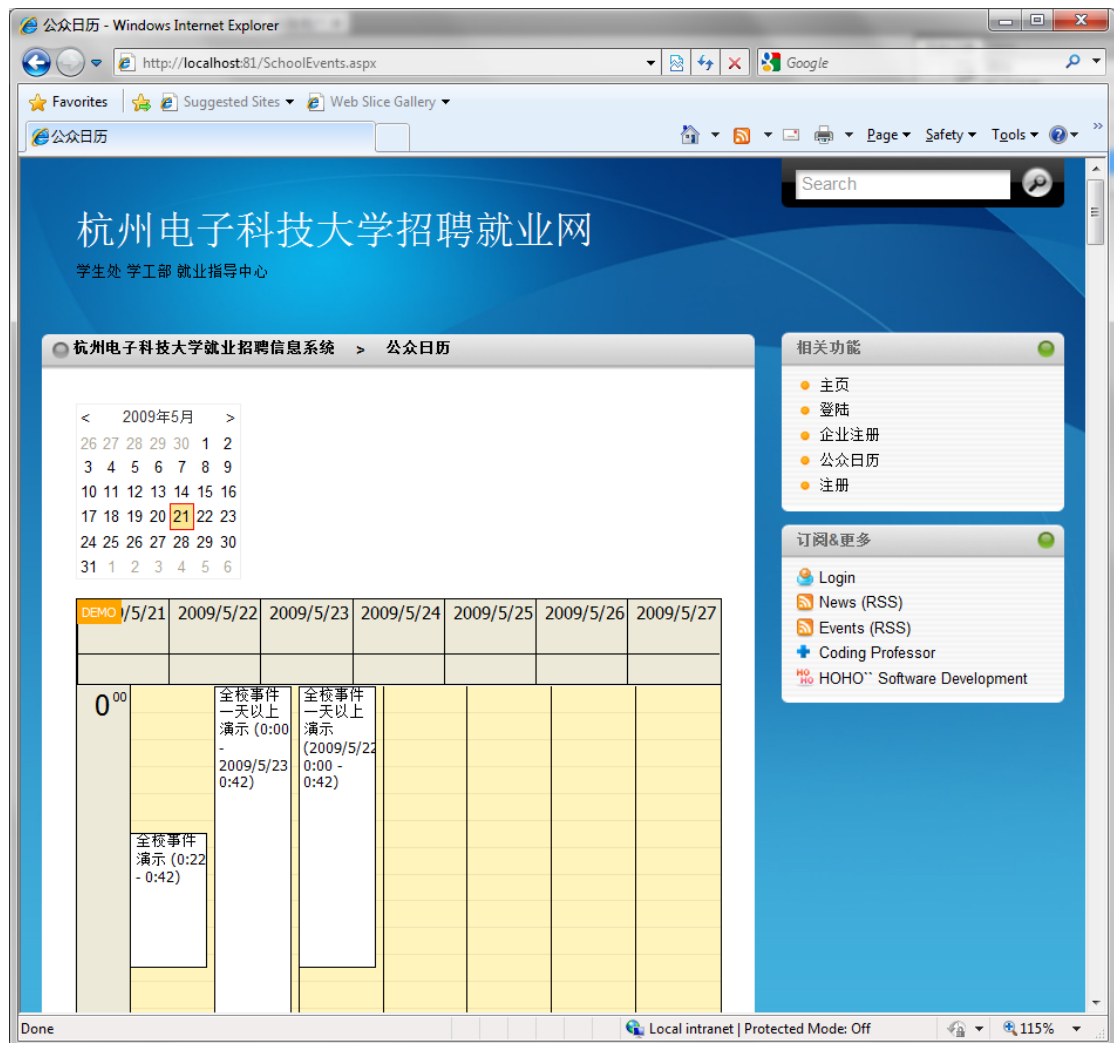 公众日历 - Windows Internet Explorer
http://localhost:81/SchoolEvents.aspx
Google
Favorites
Suggested Sites
Web Slice Gallery
公众日历
Page
Safety
Tools
»
Search
杭州电子科技大学招聘就业网
学生处 学工部 就业指导中心
杭州电子科技大学就业招聘信息系统 > 公众日历
< 2009年5月 >
26 27 28 29 30 1 2
3 4 5 6 7 8 9
10 11 12 13 14 15 16
17 18 19 20 21 22 23
24 25 26 27 28 29 30
31 1 2 3 4 5 6
DEMO /5/21 2009/5/22 2009/5/23 2009/5/24 2009/5/25 2009/5/26 2009/5/27
0 00
全校事件
一天以上
演示 (0:00
-
2009/5/23
0:42)
全校事件
一天以上
演示
(2009/5/22
0:00 -
0:42)
全校事件
演示 (0:22
- 0:42)
相关功能
主页
登陆
企业注册
公众日历
注册
订阅&更多
Login
News (RSS)
Events (RSS)
Coding Professor
HOHO`` Software Development
Done
Local intranet | Protected Mode: Off
115%